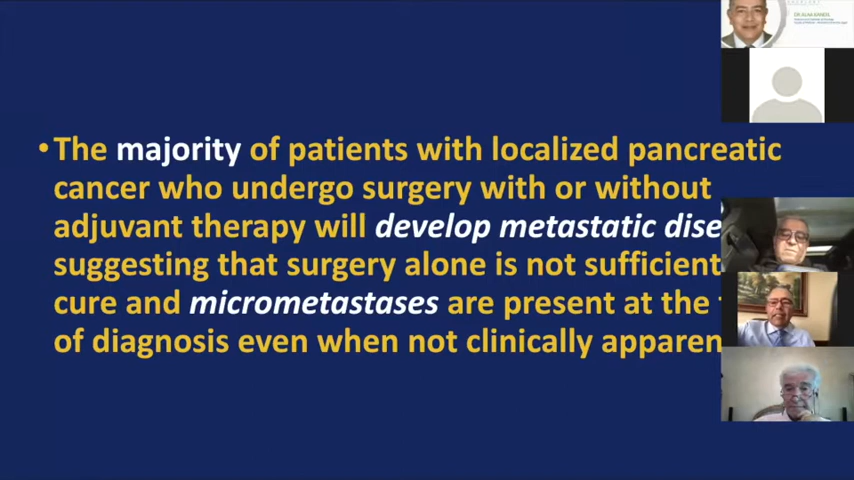 •The majority of patients with localized pancreatic
cancer who undergo surgery with or without
adjuvant therapy will develop metastatic dise
suggesting that surgery alone is not sufficient
cure and micrometastases are present at the
of diagnosis even when not clinically apparen